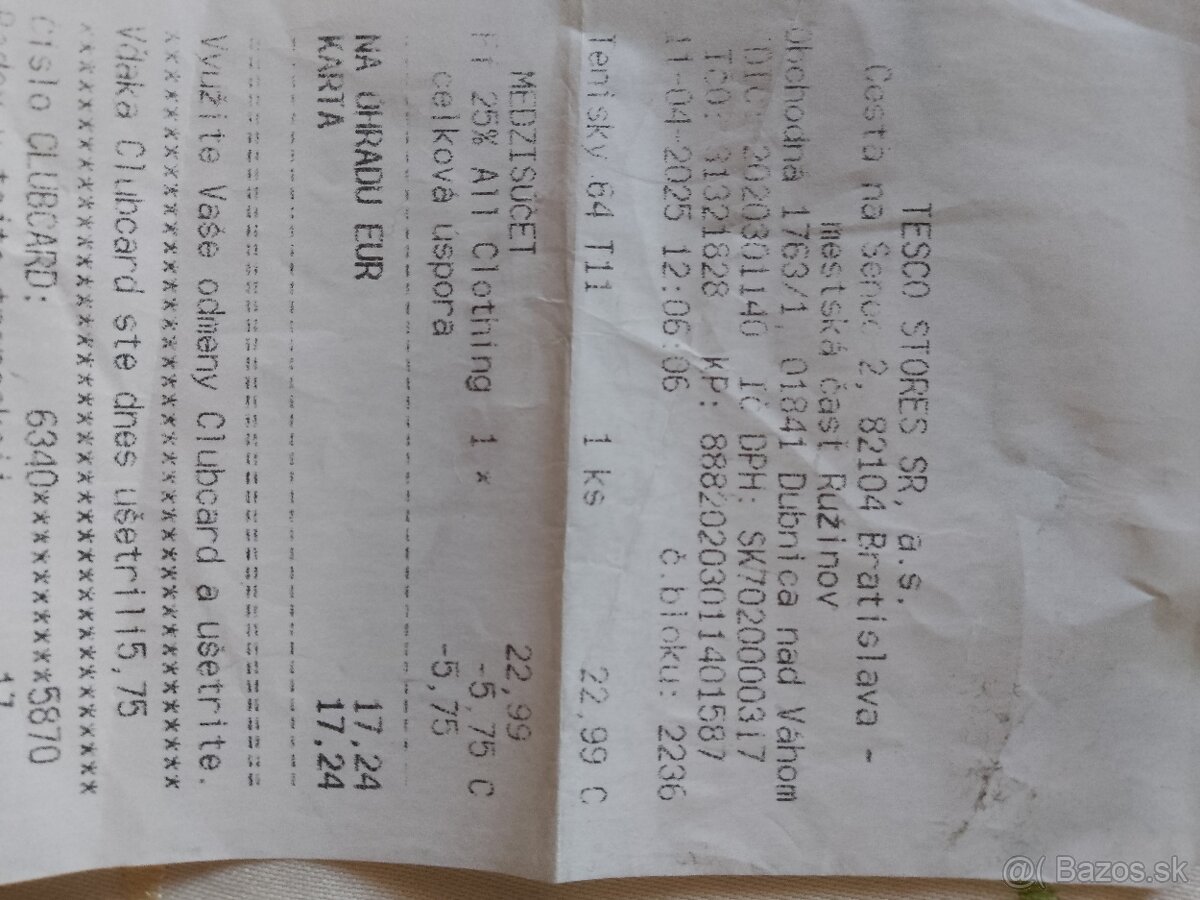 TESCO STORES SR, a.s.
Cesta na Senec 2, 82104 Bratislava -
mestská časť Ružinov
Obchodná 1763/1, 01841 Dubnica nad Váhom
DIČ: 2020301140 IČ DPH: SK7020000317
IČO: 31321828 KP: 88820203011401587
11-04-2025 12:06:06 č.bloku: 2236
Tenisky 64 T11 1 ks 22,99 C
MEDZISÚČET 22,99
F1 25% All Clothing 1 * -5,75 C
celková úspora -5,75
NA ÚHRADU EUR 17,24
KARTA 17,24
Využite Vaše odmeny Clubcard a ušetrite.
Vďaka Clubcard ste dnes ušetrili5,75
Číslo CLUBCARD: 6340**********5870
17
@( Bazos.sk